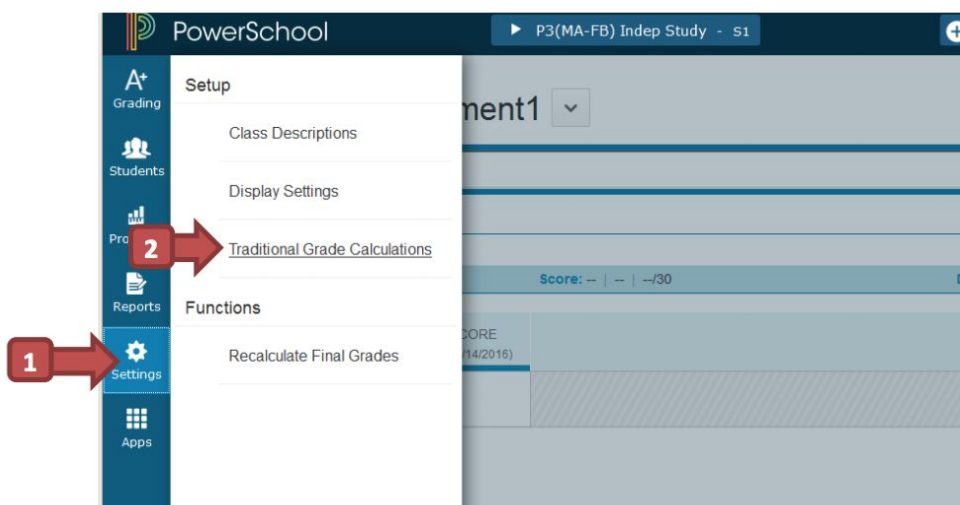 PowerSchool
P3(MA-FB) Indep Study - S1
A+
Grading
Students
Pro
Reports
Settings
Apps
Setup
Class Descriptions
Display Settings
Traditional Grade Calculations
Functions
Recalculate Final Grades
1
2
ment1
Score: -- | -- | --/30
CORE
/14/2016)